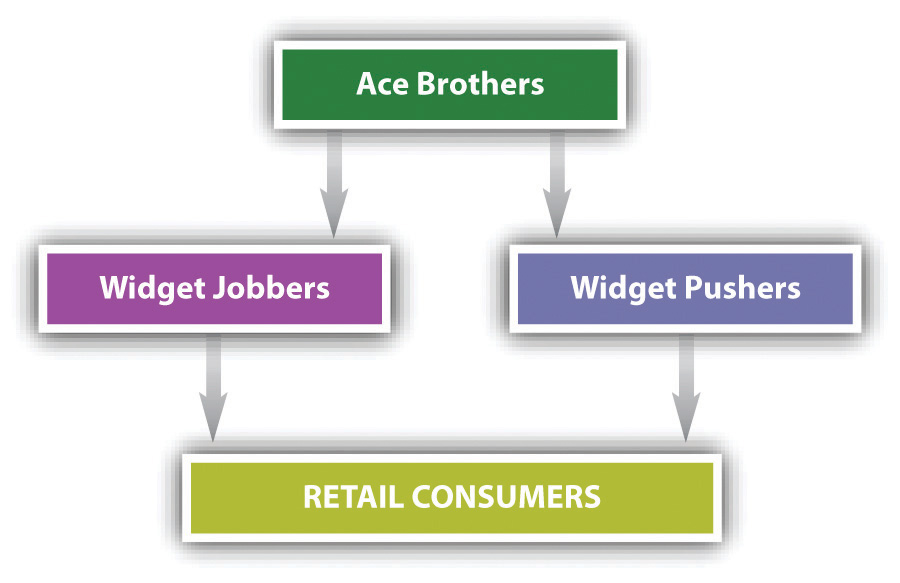 Ace Brothers
Widget Jobbers
Widget Pushers
RETAIL CONSUMERS